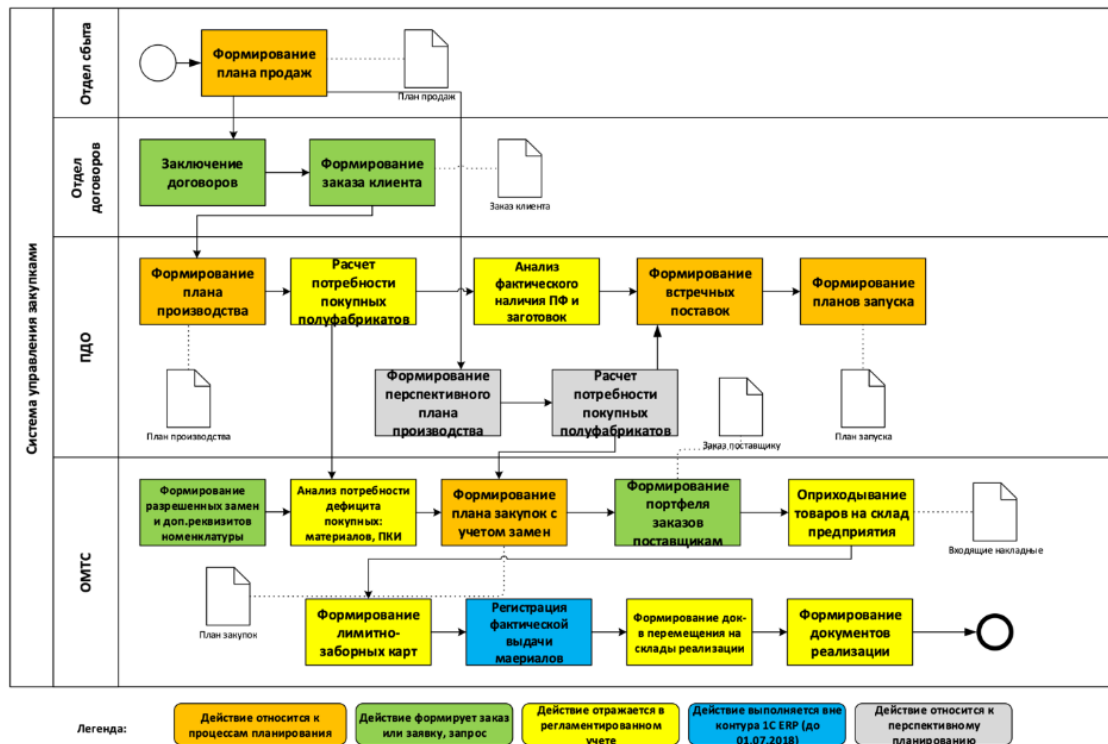 Система управления закупками
Отдел сбыта
Формирование
плана продаж
План продаж
Отдел
договоров
Заключение
договоров
Формирование
заказа клиента
Заказ клиента
ПДО
Формирование
плана
производства
Расчет
потребности
покупных
полуфабрикатов
Анализ
фактического
наличия ПФ и
заготовок
Формирование
встречных
поставок
Формирование
планов запуска
План производства
Формирование
перспективного
плана
производства
Расчет
потребности
покупных
полуфабрикатов
Заказ поставщику
План запуска
ОМТС
Формирование
разрешенных замен
и доп.реквизитов
номенклатуры
Анализ потребности
дефицита
покупных:
материалов, ПКИ
Формирование
плана закупок с
учетом замен
Формирование
портфеля
заказов
поставщикам
Оприходывание
товаров на склад
предприятия
Входящие накладные
План закупок
Формирование
лимитно-
заборных карт
Регистрация
фактической
выдачи
маериалов
Формирование док-
в перемещения на
склады реализации
Формирование
документов
реализации
Легенда:
Действие относится к
процессам планирования
Действие формирует заказ
или заявку, запрос
Действие отражается в
регламентированном
учете
Действие выполняется вне
контура 1С ERP (до
01.07.2018)
Действие относится к
перспективному
планированию